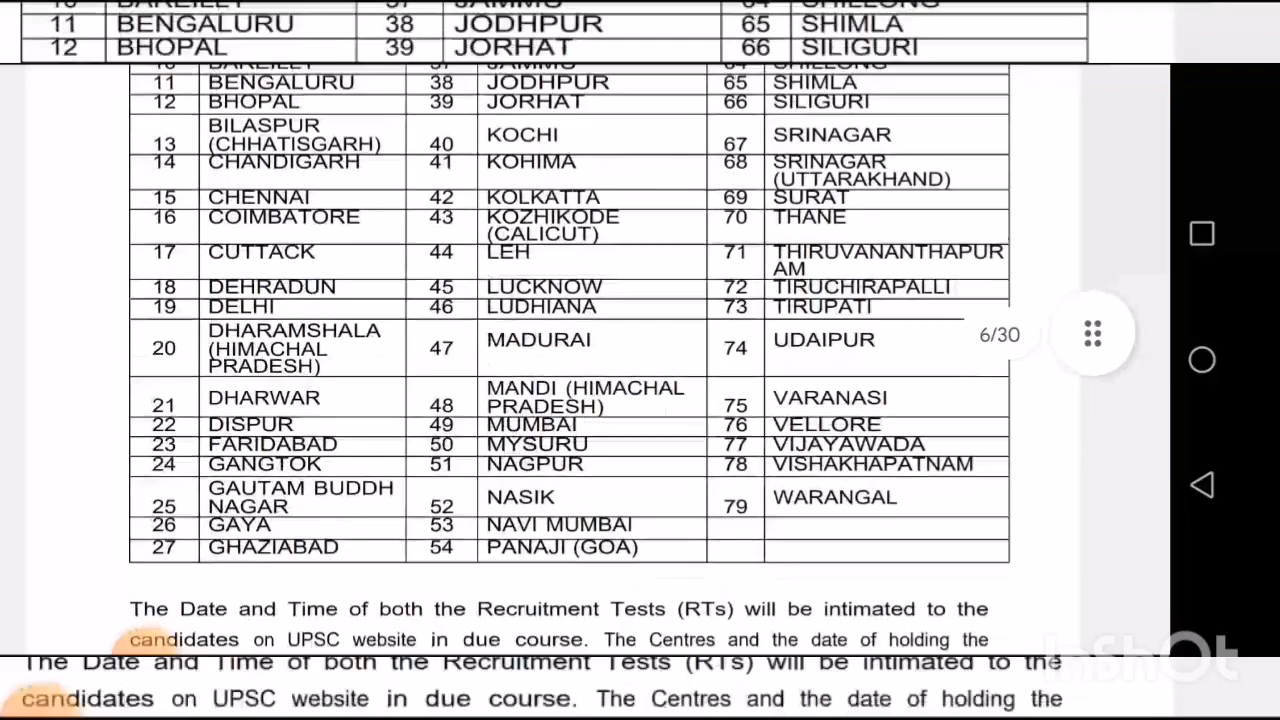 11 BENGALURU 38 JODHPUR 65 SHIMLA
12 BHOPAL 39 JORHAT 66 SILIGURI
11 BENGALURU 38 JODHPUR 65 SHIMLA
12 BHOPAL 39 JORHAT 66 SILIGURI
13 BILASPUR (CHHATISGARH) 40 KOCHI 67 SRINAGAR
14 CHANDIGARH 41 KOHIMA 68 SRINAGAR (UTTARAKHAND)
15 CHENNAI 42 KOLKATTA 69 SURAT
16 COIMBATORE 43 KOZHIKODE (CALICUT) 70 THANE
17 CUTTACK 44 LEH 71 THIRUVANANTHAPUR AM
18 DEHRADUN 45 LUCKNOW 72 TIRUCHIRAPALLI
19 DELHI 46 LUDHIANA 73 TIRUPATI
20 DHARAMSHALA (HIMACHAL PRADESH) 47 MADURAI 74 UDAIPUR
6/30
21 DHARWAR 48 MANDI (HIMACHAL PRADESH) 75 VARANASI
22 DISPUR 49 MUMBAI 76 VELLORE
23 FARIDABAD 50 MYSURU 77 VIJAYAWADA
24 GANGTOK 51 NAGPUR 78 VISHAKHAPATNAM
25 GAUTAM BUDDH NAGAR 52 NASIK 79 WARANGAL
26 GAYA 53 NAVI MUMBAI
27 GHAZIABAD 54 PANAJI (GOA)
The Date and Time of both the Recruitment Tests (RTs) will be intimated to the
candidates on UPSC website in due course. The Centres and the date of holding the
InShOt
The Date and Time of both the Recruitment Tests (RTs) will be intimated to the
candidates on UPSC website in due course. The Centres and the date of holding the